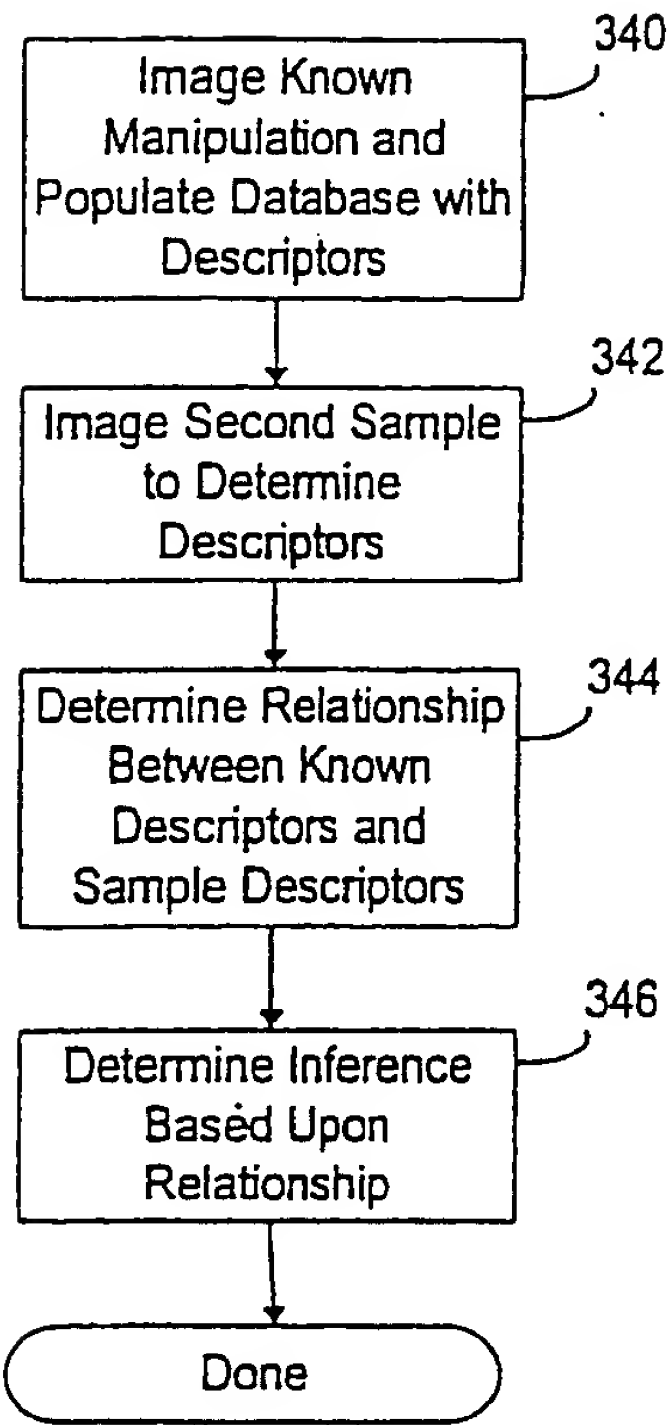 340
Image Known
Manipulation and
Populate Database with
Descriptors
342
Image Second Sample
to Determine
Descriptors
344
Determine Relationship
Between Known
Descriptors and
Sample Descriptors
346
Determine Inference
Based Upon
Relationship
Done